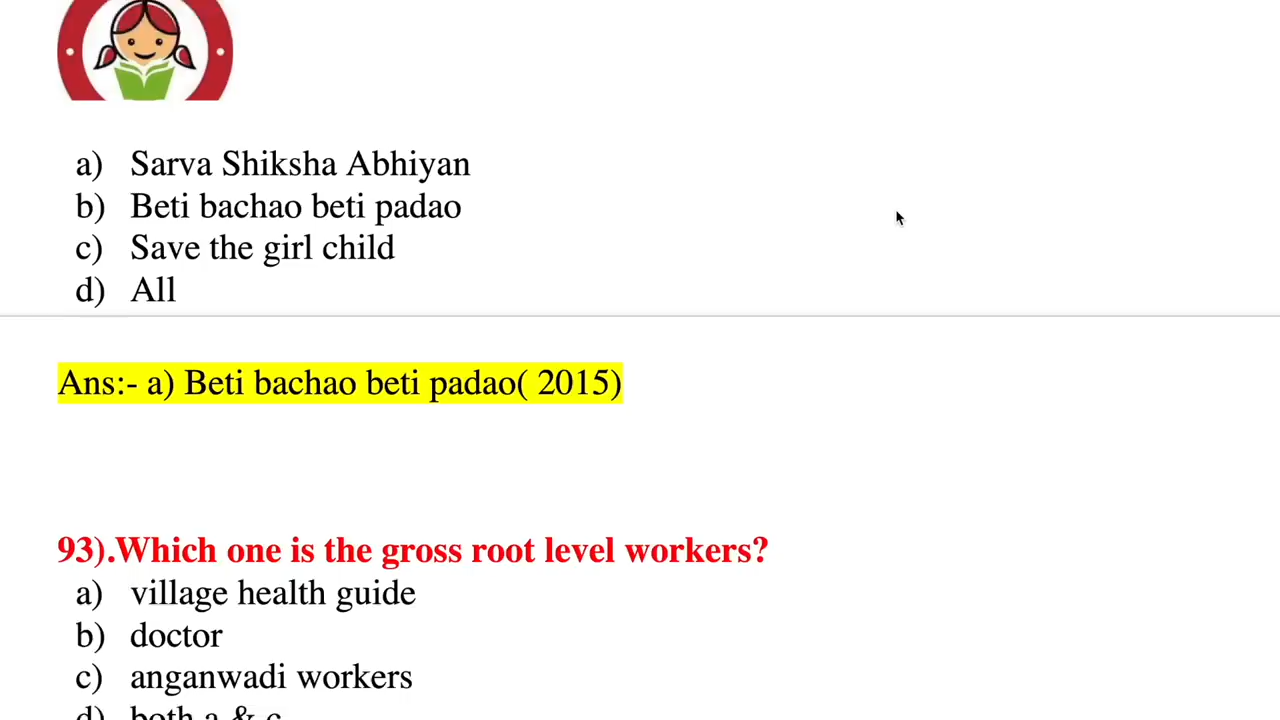 a) Sarva Shiksha Abhiyan
b) Beti bachao beti padao
c) Save the girl child
d) All
Ans:- a) Beti bachao beti padao( 2015)
93).Which one is the gross root level workers?
a) village health guide
b) doctor
c) anganwadi workers
d) both a & c